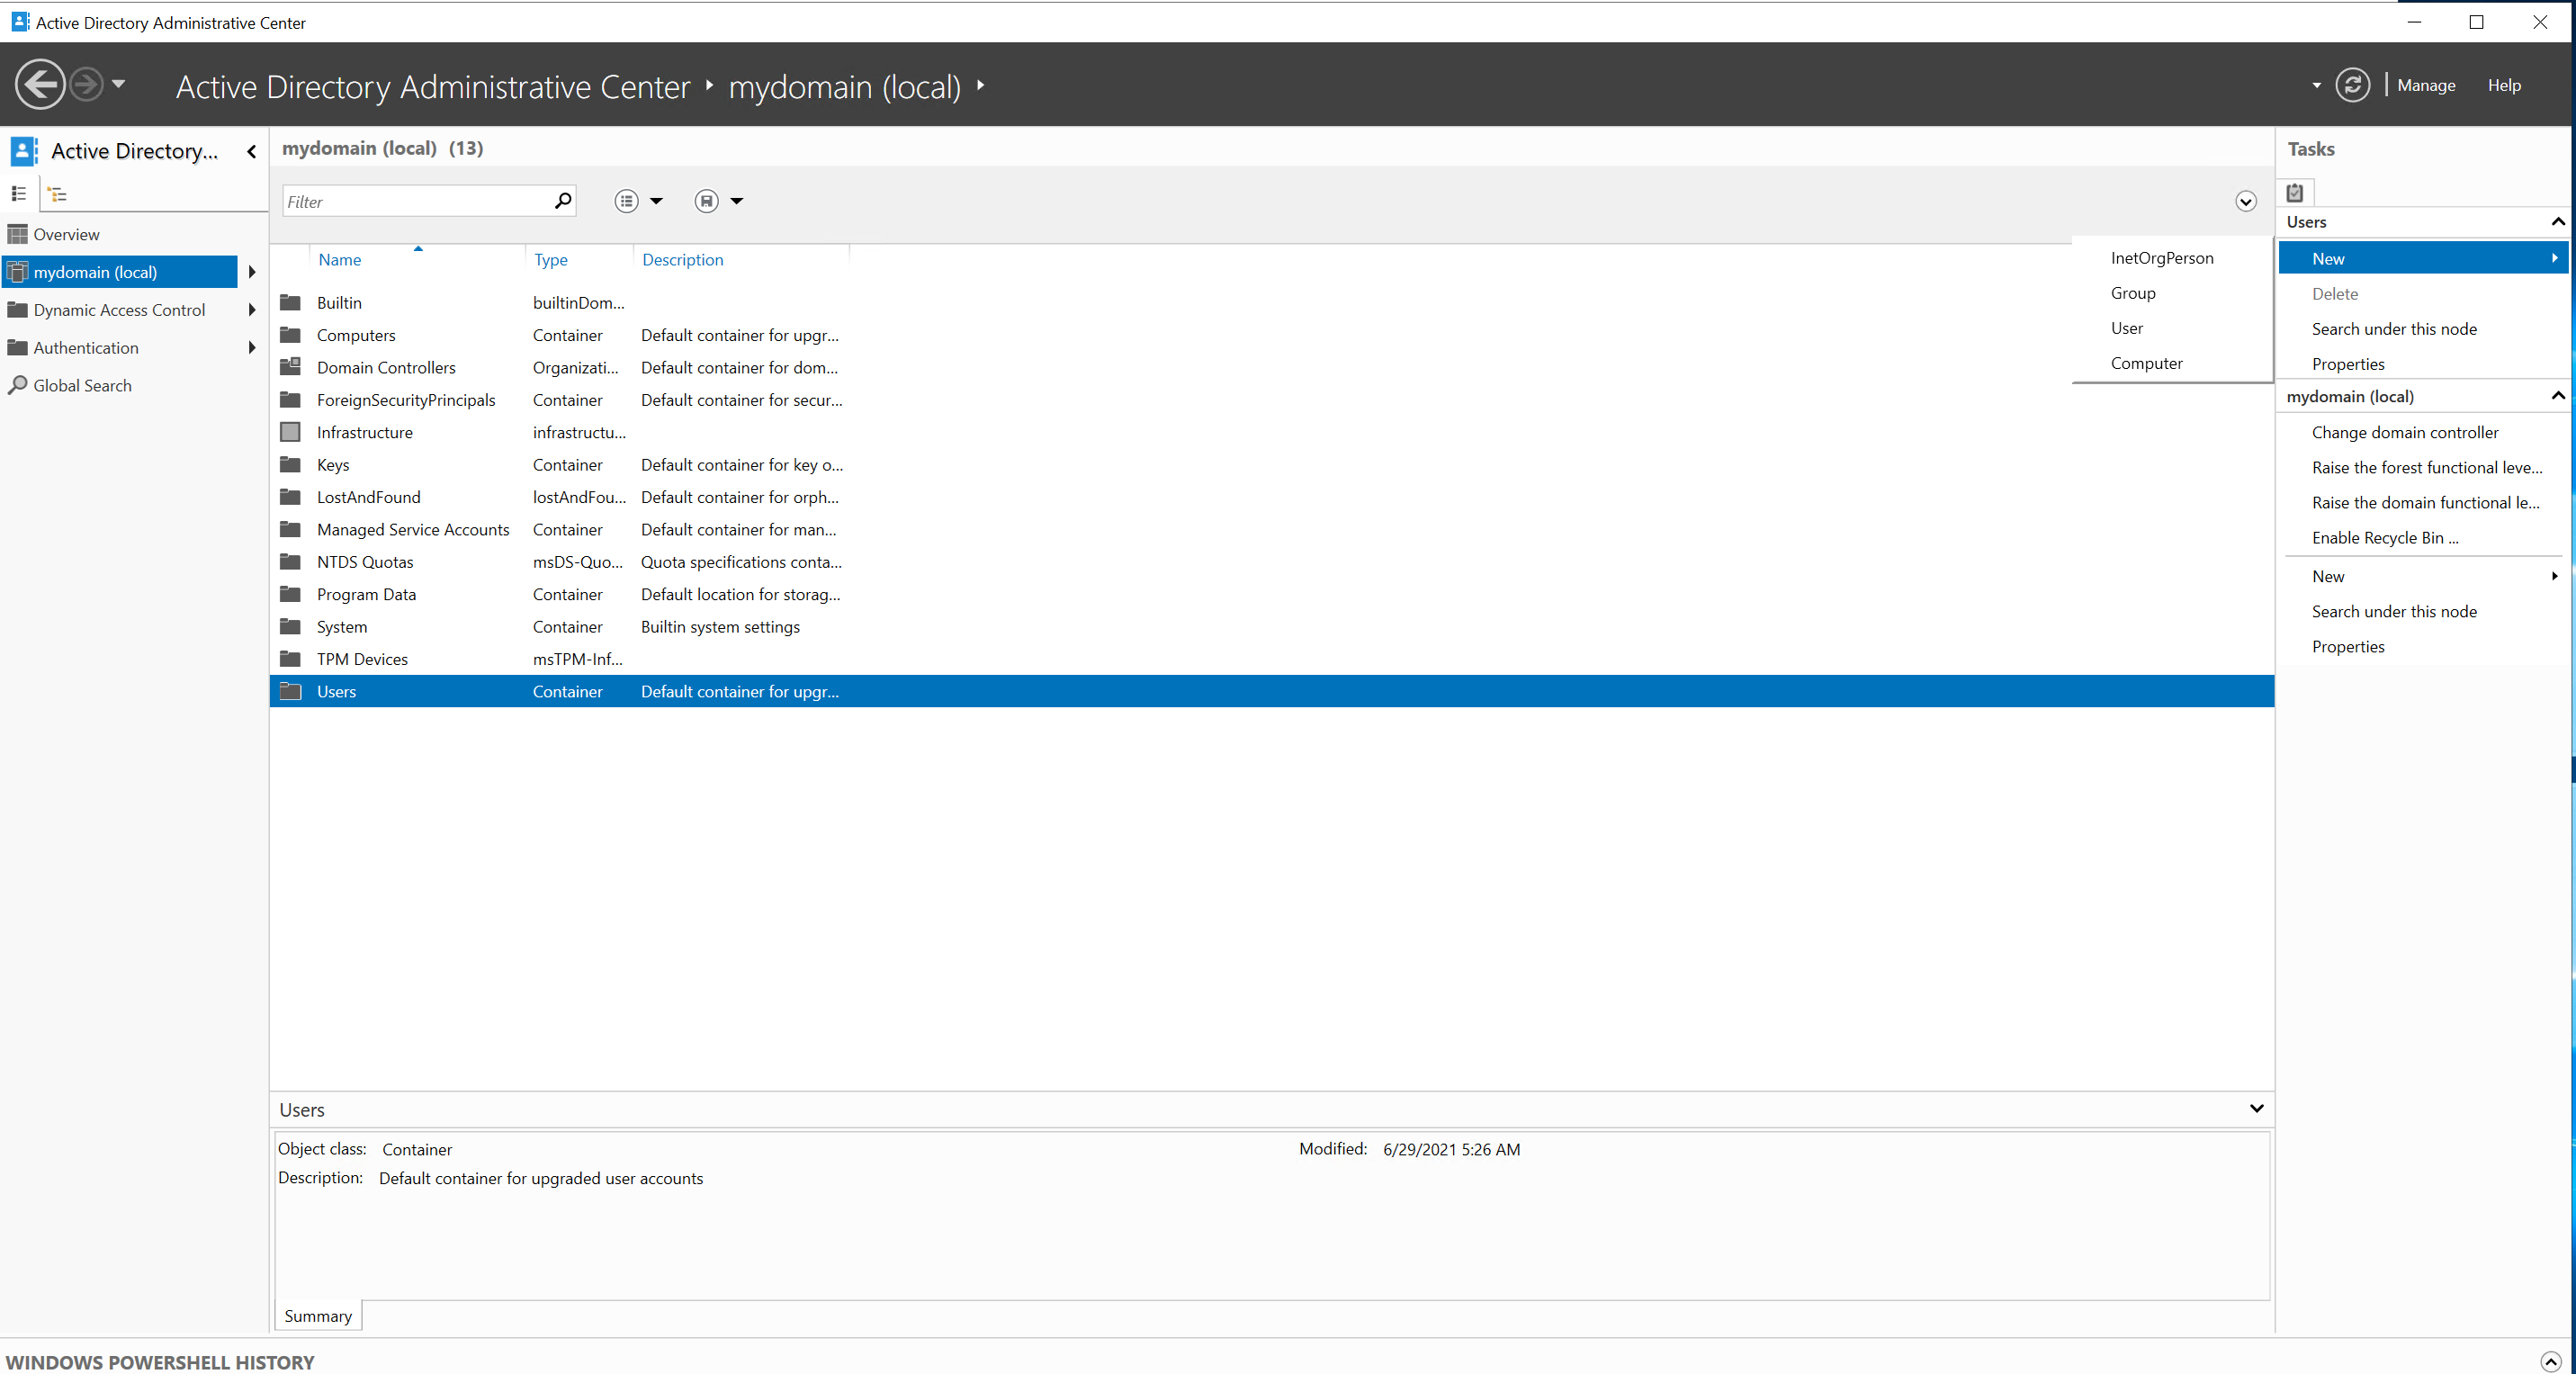 Active Directory Administrative Center
Active Directory Administrative Center mydomain (local)
Manage Help
Active Directory...
Overview
mydomain (local)
Dynamic Access Control
Authentication
Global Search
mydomain (local) (13)
Filter
Name Type Description
Builtin builtinDom...
Computers Container Default container for upgr...
Domain Controllers Organizati... Default container for dom...
ForeignSecurityPrincipals Container Default container for secur...
Infrastructure infrastructu...
Keys Container Default container for key o...
LostAndFound lostAndFou... Default container for orph...
Managed Service Accounts Container Default container for man...
NTDS Quotas msDS-Quo... Quota specifications conta...
Program Data Container Default location for storag...
System Container Builtin system settings
TPM Devices msTPM-Inf...
Users Container Default container for upgr...
InetOrgPerson
Group
User
Computer
Tasks
Users
New
Delete
Search under this node
Properties
mydomain (local)
Change domain controller
Raise the forest functional leve...
Raise the domain functional le...
Enable Recycle Bin ...
New
Search under this node
Properties
Users
Object class: Container Modified: 6/29/2021 5:26 AM
Description: Default container for upgraded user accounts
Summary
WINDOWS POWERSHELL HISTORY